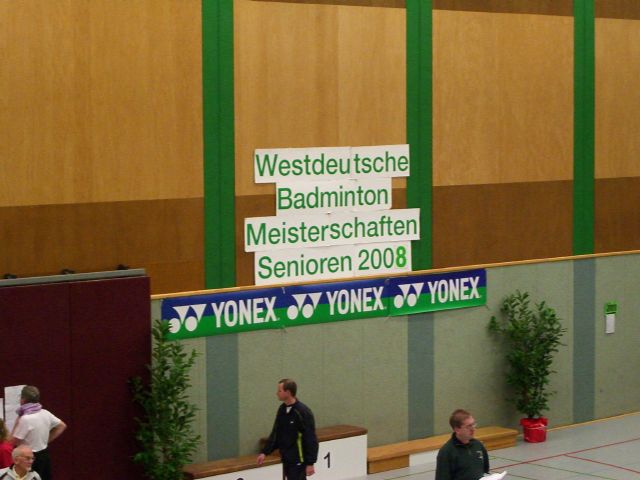 Westdeutsche
Badminton
Meisterschaften
Senioren 2008
YONEX YONEX YONEX
1